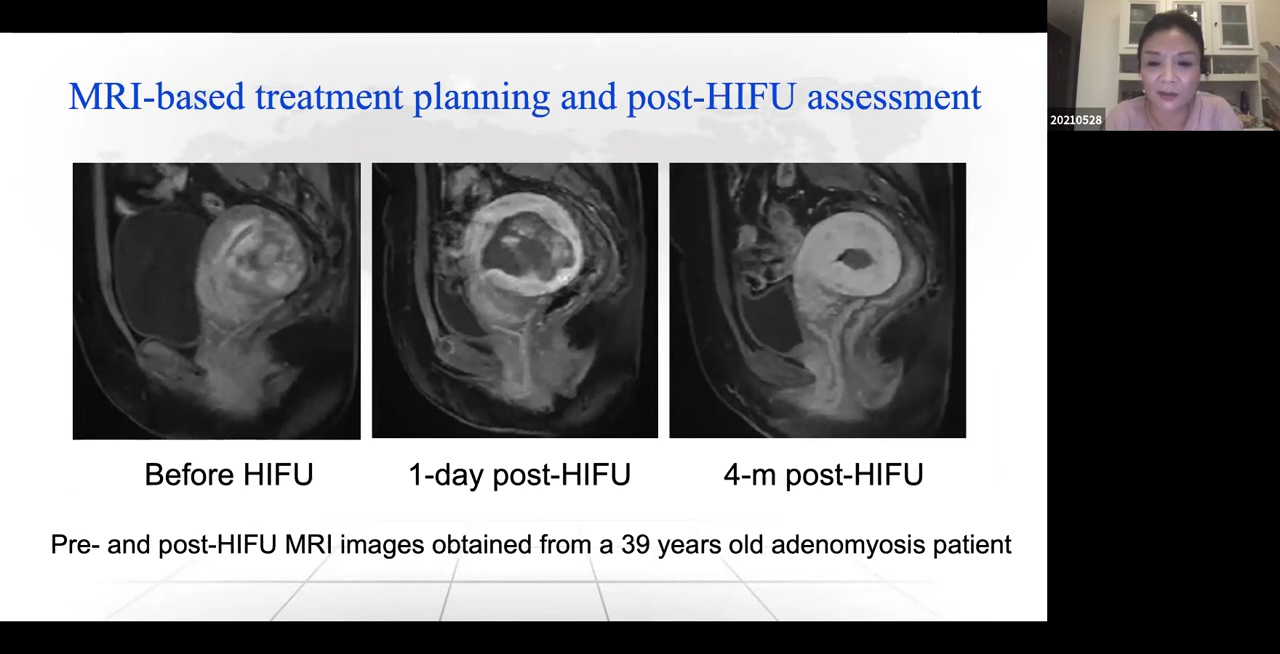 MRI-based treatment planning and post-HIFU assessment
20210528
Before HIFU
1-day post-HIFU
4-m post-HIFU
Pre- and post-HIFU MRI images obtained from a 39 years old adenomyosis patient